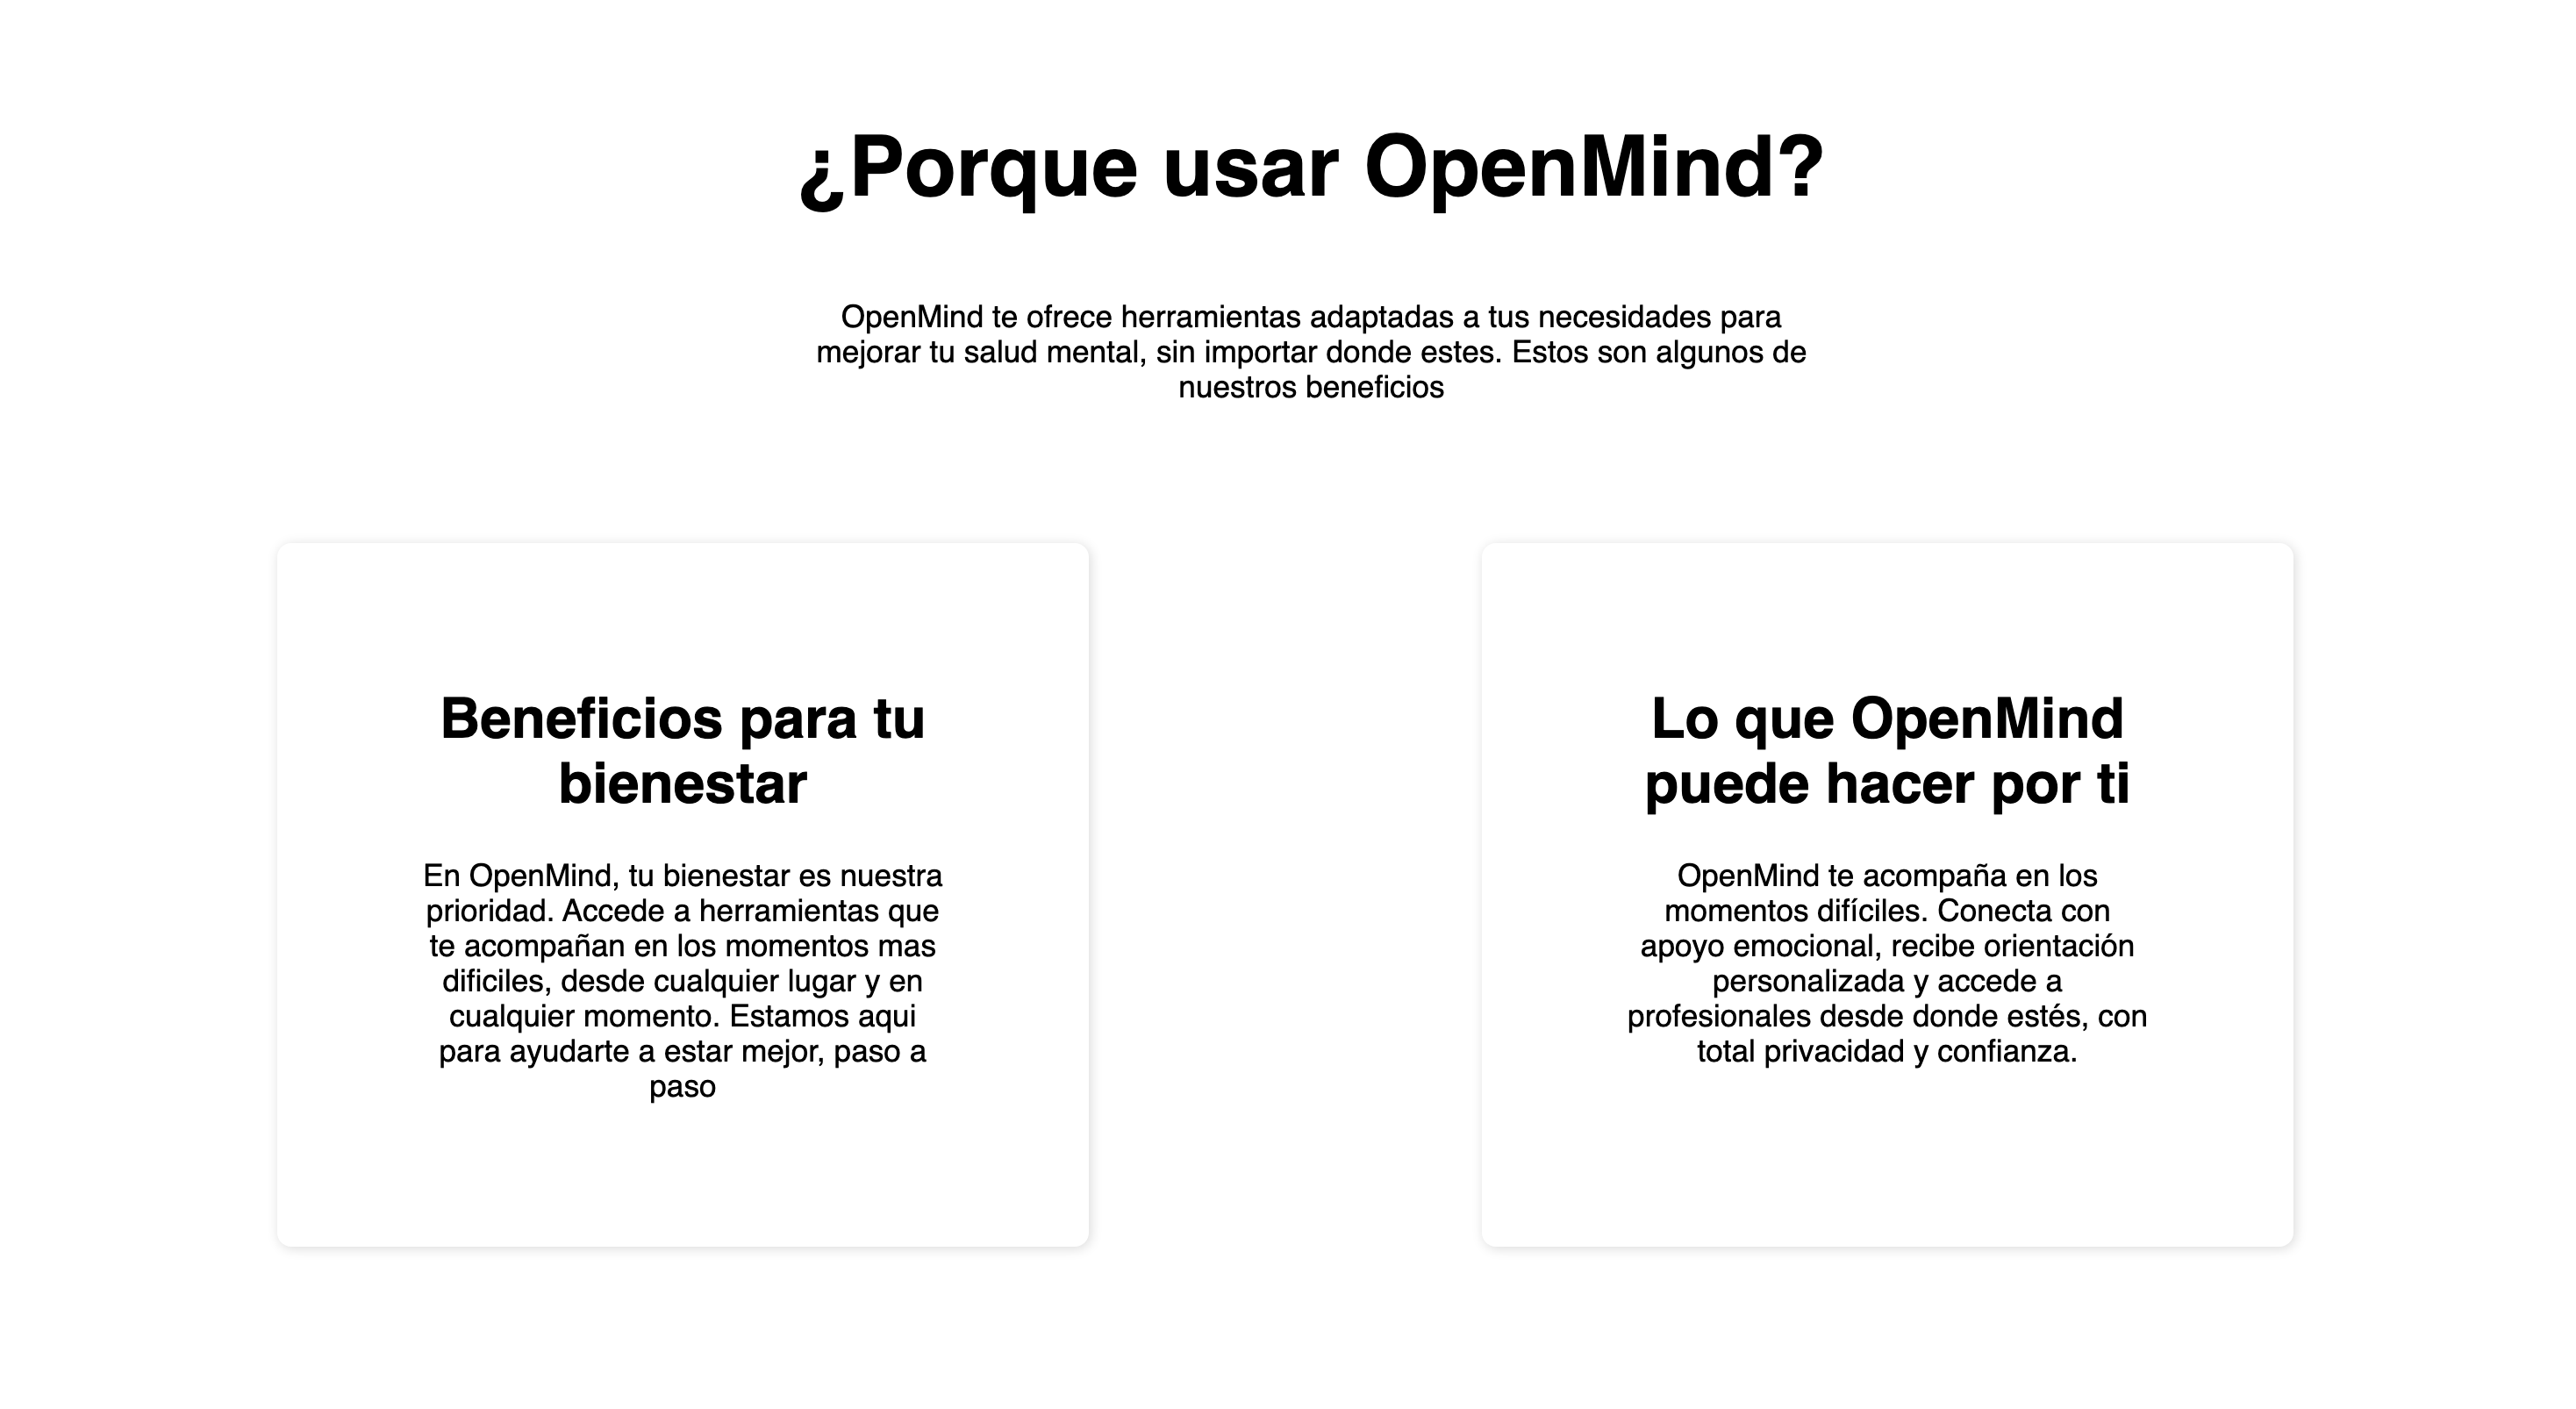 ¿Porque usar OpenMind?
OpenMind te ofrece herramientas adaptadas a tus necesidades para
mejorar tu salud mental, sin importar donde estes. Estos son algunos de
nuestros beneficios
Beneficios para tu
bienestar
En OpenMind, tu bienestar es nuestra
prioridad. Accede a herramientas que
te acompañan en los momentos mas
dificiles, desde cualquier lugar y en
cualquier momento. Estamos aqui
para ayudarte a estar mejor, paso a
paso
Lo que OpenMind
puede hacer por ti
OpenMind te acompaña en los
momentos difíciles. Conecta con
apoyo emocional, recibe orientación
personalizada y accede a
profesionales desde donde estés, con
total privacidad y confianza.